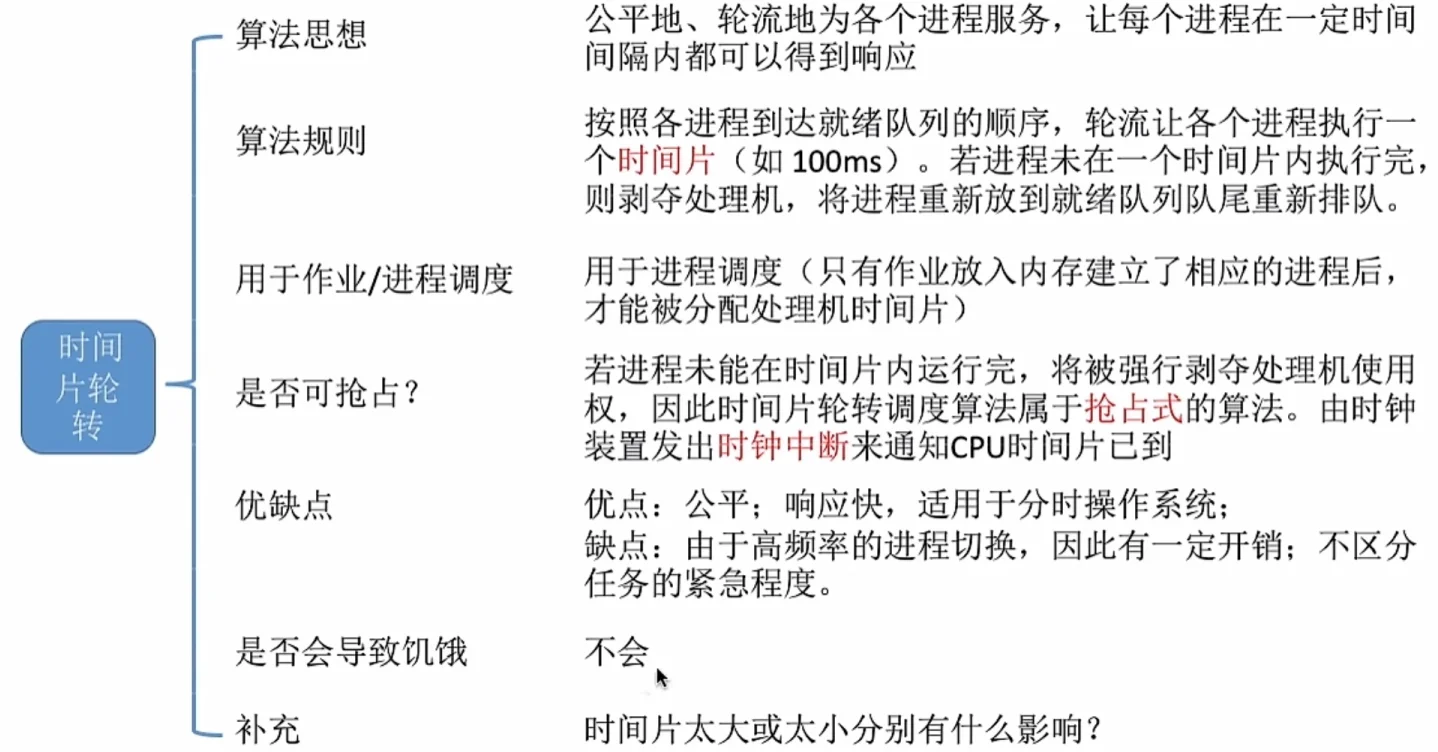 时间
片轮
转
算法思想
公平地、轮流地为各个进程服务，让每个进程在一定时间
间隔内都可以得到响应
算法规则
按照各进程到达就绪队列的顺序，轮流让各个进程执行一
个时间片（如 100ms）。若进程未在一个时间片内执行完，
则剥夺处理机，将进程重新放到就绪队列队尾重新排队。
用于作业/进程调度
用于进程调度（只有作业放入内存建立了相应的进程后，
才能被分配处理机时间片）
是否可抢占？
若进程未能在时间片内运行完，将被强行剥夺处理机使用
权，因此时间片轮转调度算法属于抢占式的算法。由时钟
装置发出时钟中断来通知CPU时间片已到
优缺点
优点：公平；响应快，适用于分时操作系统；
缺点：由于高频率的进程切换，因此有一定开销；不区分
任务的紧急程度。
是否会导致饥饿
不会
补充
时间片太大或太小分别有什么影响？